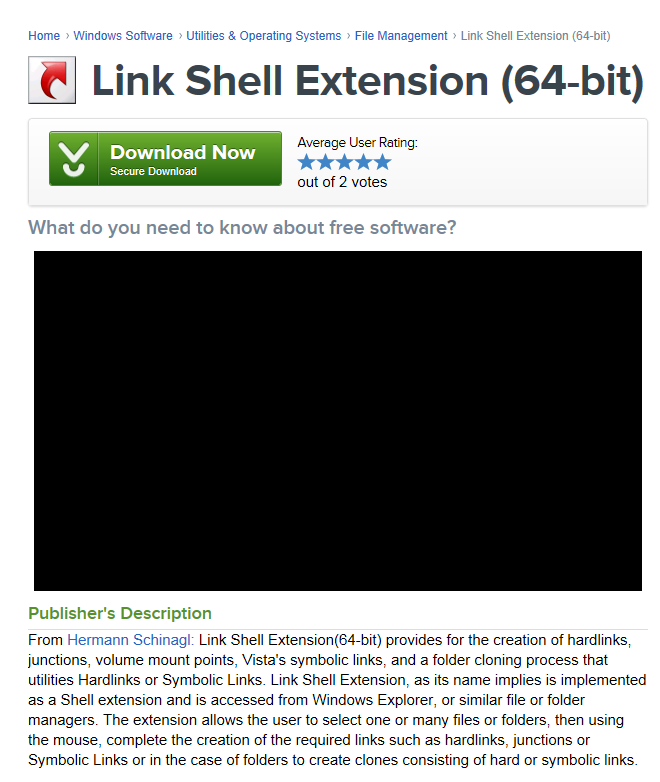 Home › Windows Software › Utilities & Operating Systems › File Management › Link Shell Extension (64-bit)
Link Shell Extension (64-bit)
Download Now
Secure Download
Average User Rating:
out of 2 votes
What do you need to know about free software?
Publisher's Description
From Hermann Schinagl: Link Shell Extension(64-bit) provides for the creation of hardlinks,
junctions, volume mount points, Vista's symbolic links, and a folder cloning process that
utilities Hardlinks or Symbolic Links. Link Shell Extension, as its name implies is implemented
as a Shell extension and is accessed from Windows Explorer, or similar file or folder
managers. The extension allows the user to select one or many files or folders, then using
the mouse, complete the creation of the required links such as hardlinks, junctions or
Symbolic Links or in the case of folders to create clones consisting of hard or symbolic links.